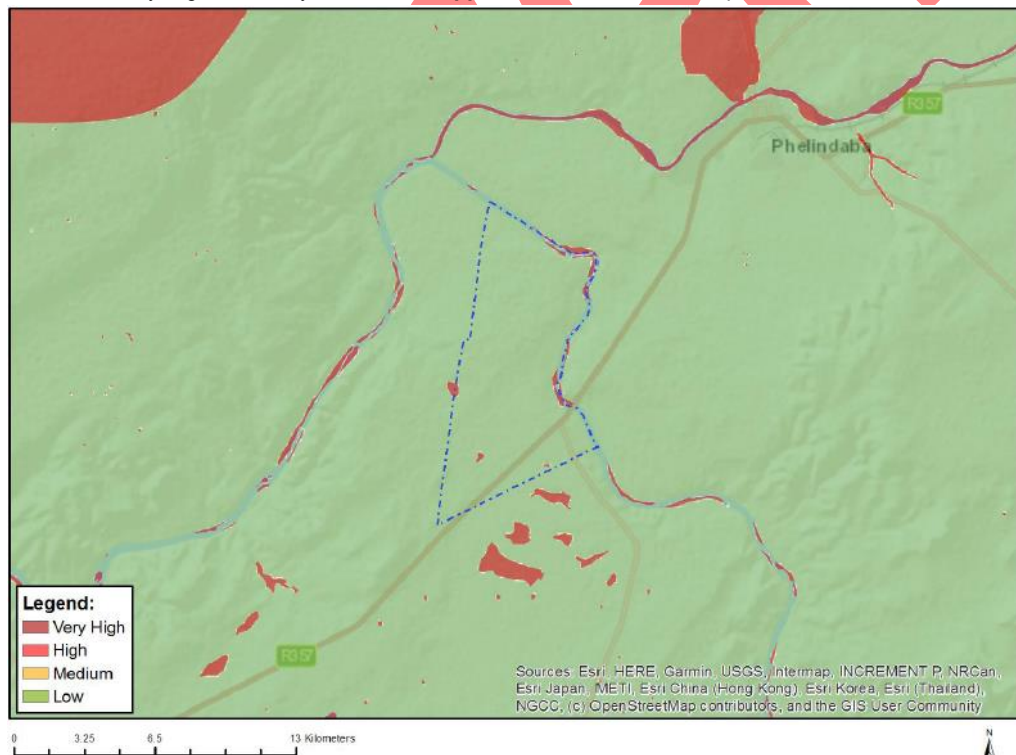 R357
Phelindaba
Legend:
Very High
High
Medium
Low
R357
Sources: Esri, HERE, Garmin, USGS, Intermap, INCREMENT P, NRCan,
Esri Japan, METI, Esri China (Hong Kong), Esri Korea, Esri (Thailand),
NGCC, (c) OpenStreetMap contributors, and the GIS User Community
0 3.25 6.5 13 Kilometers
N